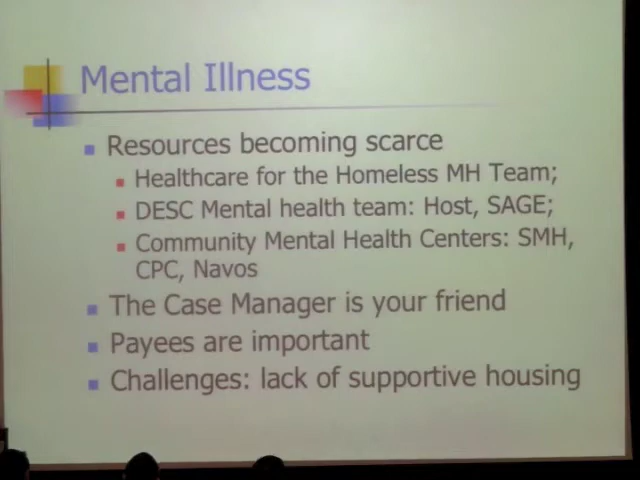 Mental Illness
Resources becoming scarce
Healthcare for the Homeless MH Team;
DESC Mental health team: Host, SAGE;
Community Mental Health Centers: SMH,
CPC, Navos
The Case Manager is your friend
Payees are important
Challenges: lack of supportive housing